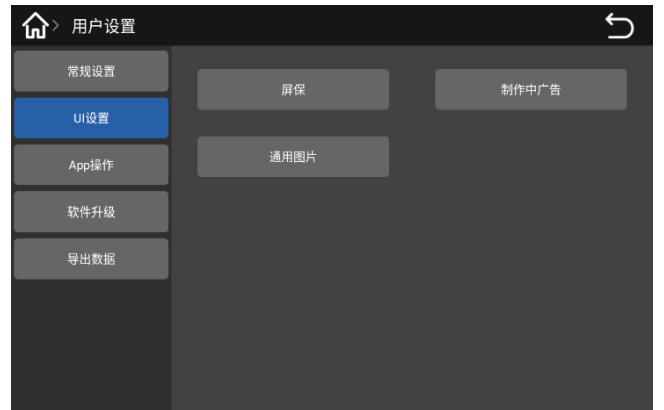 用户设置
常规设置
UI设置
App操作
软件升级
导出数据
屏保
制作中广告
通用图片